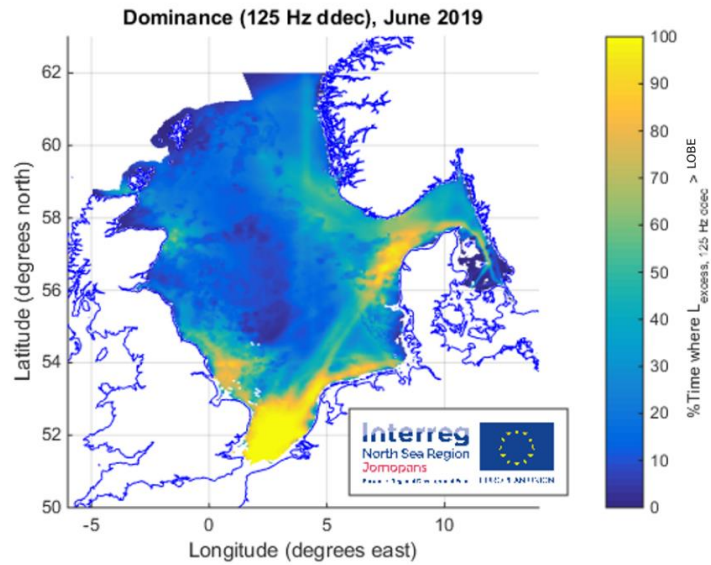 Dominance (125 Hz ddec), June 2019
Latitude (degrees north)
62
60
58
56
54
52
50
-5 0 5 10
Longitude (degrees east)
100
90
80
70
60
50
40
30
20
10
0
%Time where L excess, 125 Hz ddec > LOBE
Interreg
North Sea Region
Jomopans